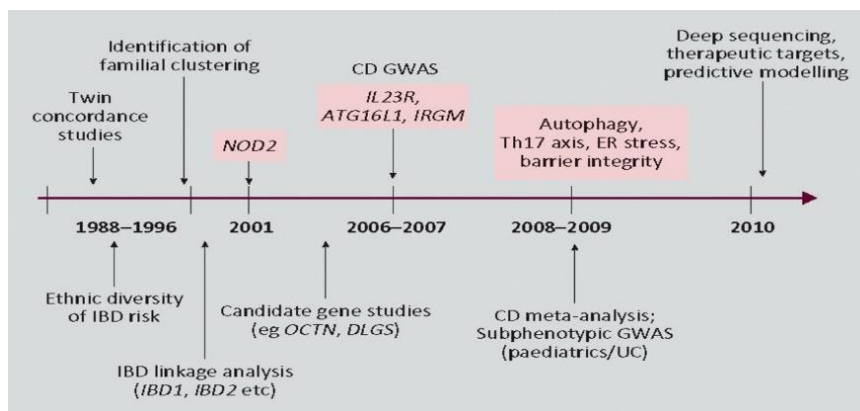 Identification of
familial clustering
Twin
concordance
studies
NOD2
CD GWAS
IL23R,
ATG16L1, IRGM
Autophagy,
Th17 axis, ER stress,
barrier integrity
Deep sequencing,
therapeutic targets,
predictive modelling
1988–1996
2001
2006–2007
2008–2009
2010
Ethnic diversity
of IBD risk
IBD linkage analysis
(IBD1, IBD2 etc)
Candidate gene studies
(eg OCTN, DLGS)
CD meta-analysis;
Subphenotypic GWAS
(paediatrics/UC)